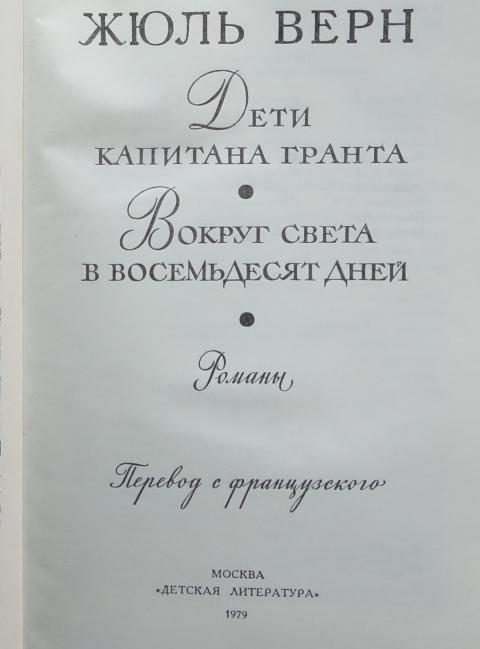 ЖЮЛЬ ВЕРН
ДЕТИ
КАПИТАНА ГРАНТА
•
ВОКРУГ СВЕТА
В ВОСЕМЬДЕСЯТ ДНЕЙ
•
Романы
Перевод с французского
МОСКВА
«ДЕТСКАЯ ЛИТЕРАТУРА»
1979